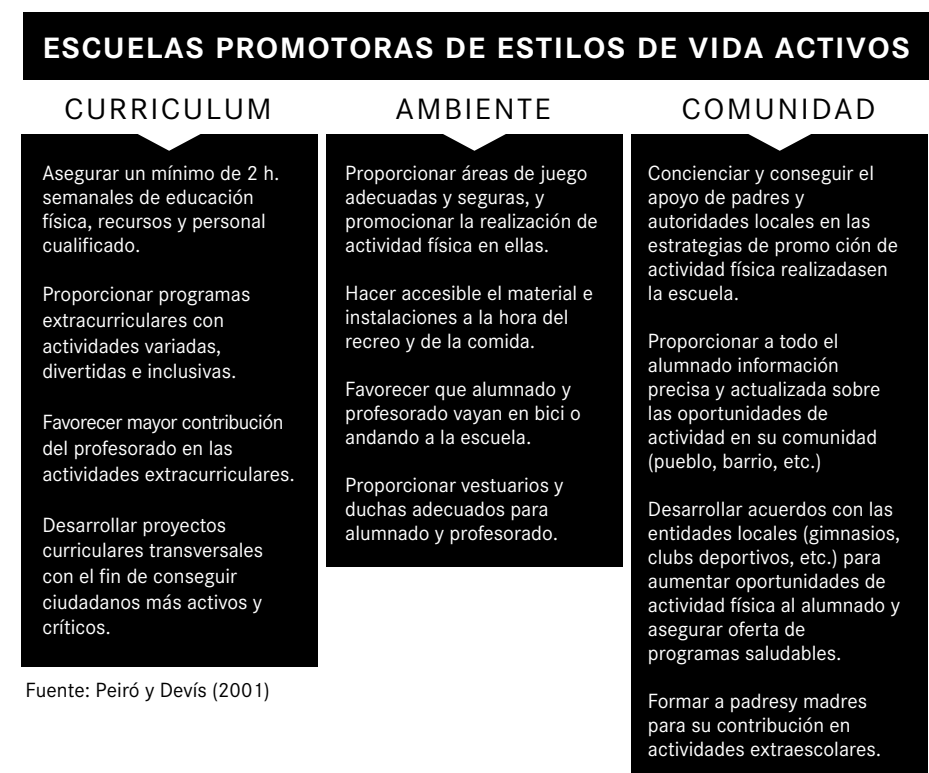 ESCUELAS PROMOTORAS DE ESTILOS DE VIDA ACTIVOS
CURRICULUM
Asegurar un mínimo de 2 h.
semanales de educación
física, recursos y personal
cualificado.
Proporcionar programas
extracurriculares con
actividades variadas,
divertidas e inclusivas.
Favorecer mayor contribución
del profesorado en las
actividades extracurriculares.
Desarrollar proyectos
curriculares transversales
con el fin de conseguir
ciudadanos más activos y
críticos.
AMBIENTE
Proporcionar áreas de juego
adecuadas y seguras, y
promocionar la realización de
actividad física en ellas.
Hacer accesible el material e
instalaciones a la hora del
recreo y de la comida.
Favorecer que alumnado y
profesorado vayan en bici o
andando a la escuela.
Proporcionar vestuarios y
duchas adecuados para
alumnado y profesorado.
COMUNIDAD
Concienciar y conseguir el
apoyo de padres y
autoridades locales en las
estrategias de promo ción de
actividad física realizadasen
la escuela.
Proporcionar a todo el
alumnado información
precisa y actualizada sobre
las oportunidades de
actividad en su comunidad
(pueblo, barrio, etc.)
Desarrollar acuerdos con las
entidades locales (gimnasios,
clubs deportivos, etc.) para
aumentar oportunidades de
actividad física al alumnado y
asegurar oferta de
programas saludables.
Formar a padresy madres
para su contribución en
actividades extraescolares.
Fuente: Peiró y Devís (2001)